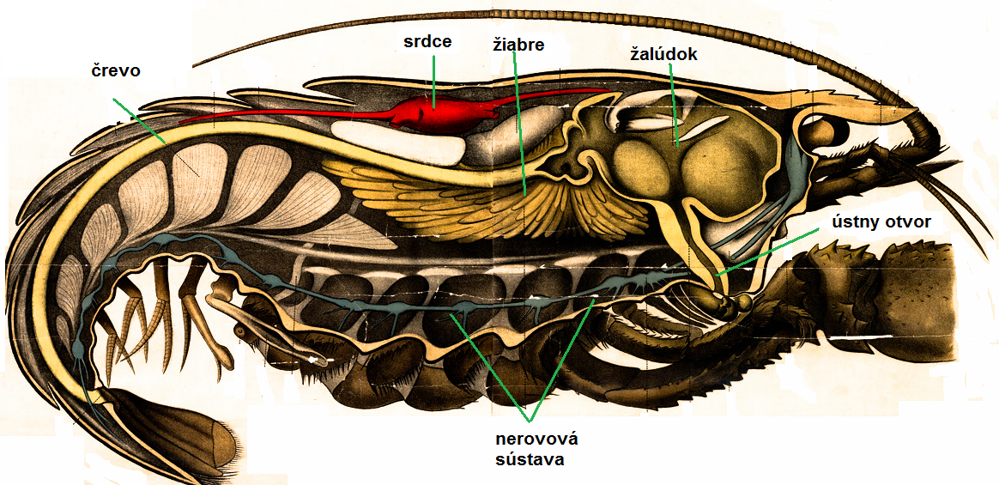 črevo
srdce
žiabre
žalúdok
ústny otvor
nerovová
sústava